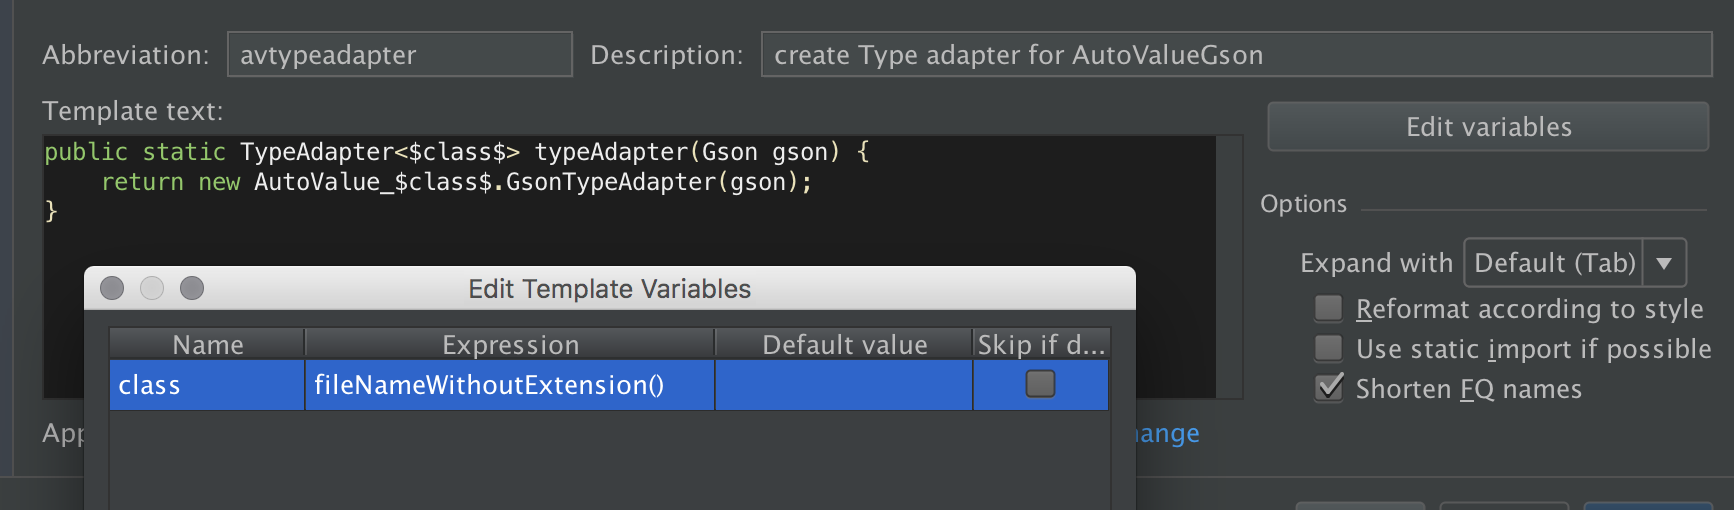 Abbreviation: avtypeadapter Description: create Type adapter for AutoValueGson
Template text:
Edit variables
public static TypeAdapter<$class$> typeAdapter(Gson gson) {
    return new AutoValue_$class$.GsonTypeAdapter(gson);
}
Options
Expand with Default (Tab)
Reformat according to style
Use static import if possible
Shorten FQ names
Edit Template Variables
Name Expression Default value Skip if d...
class fileNameWithoutExtension()